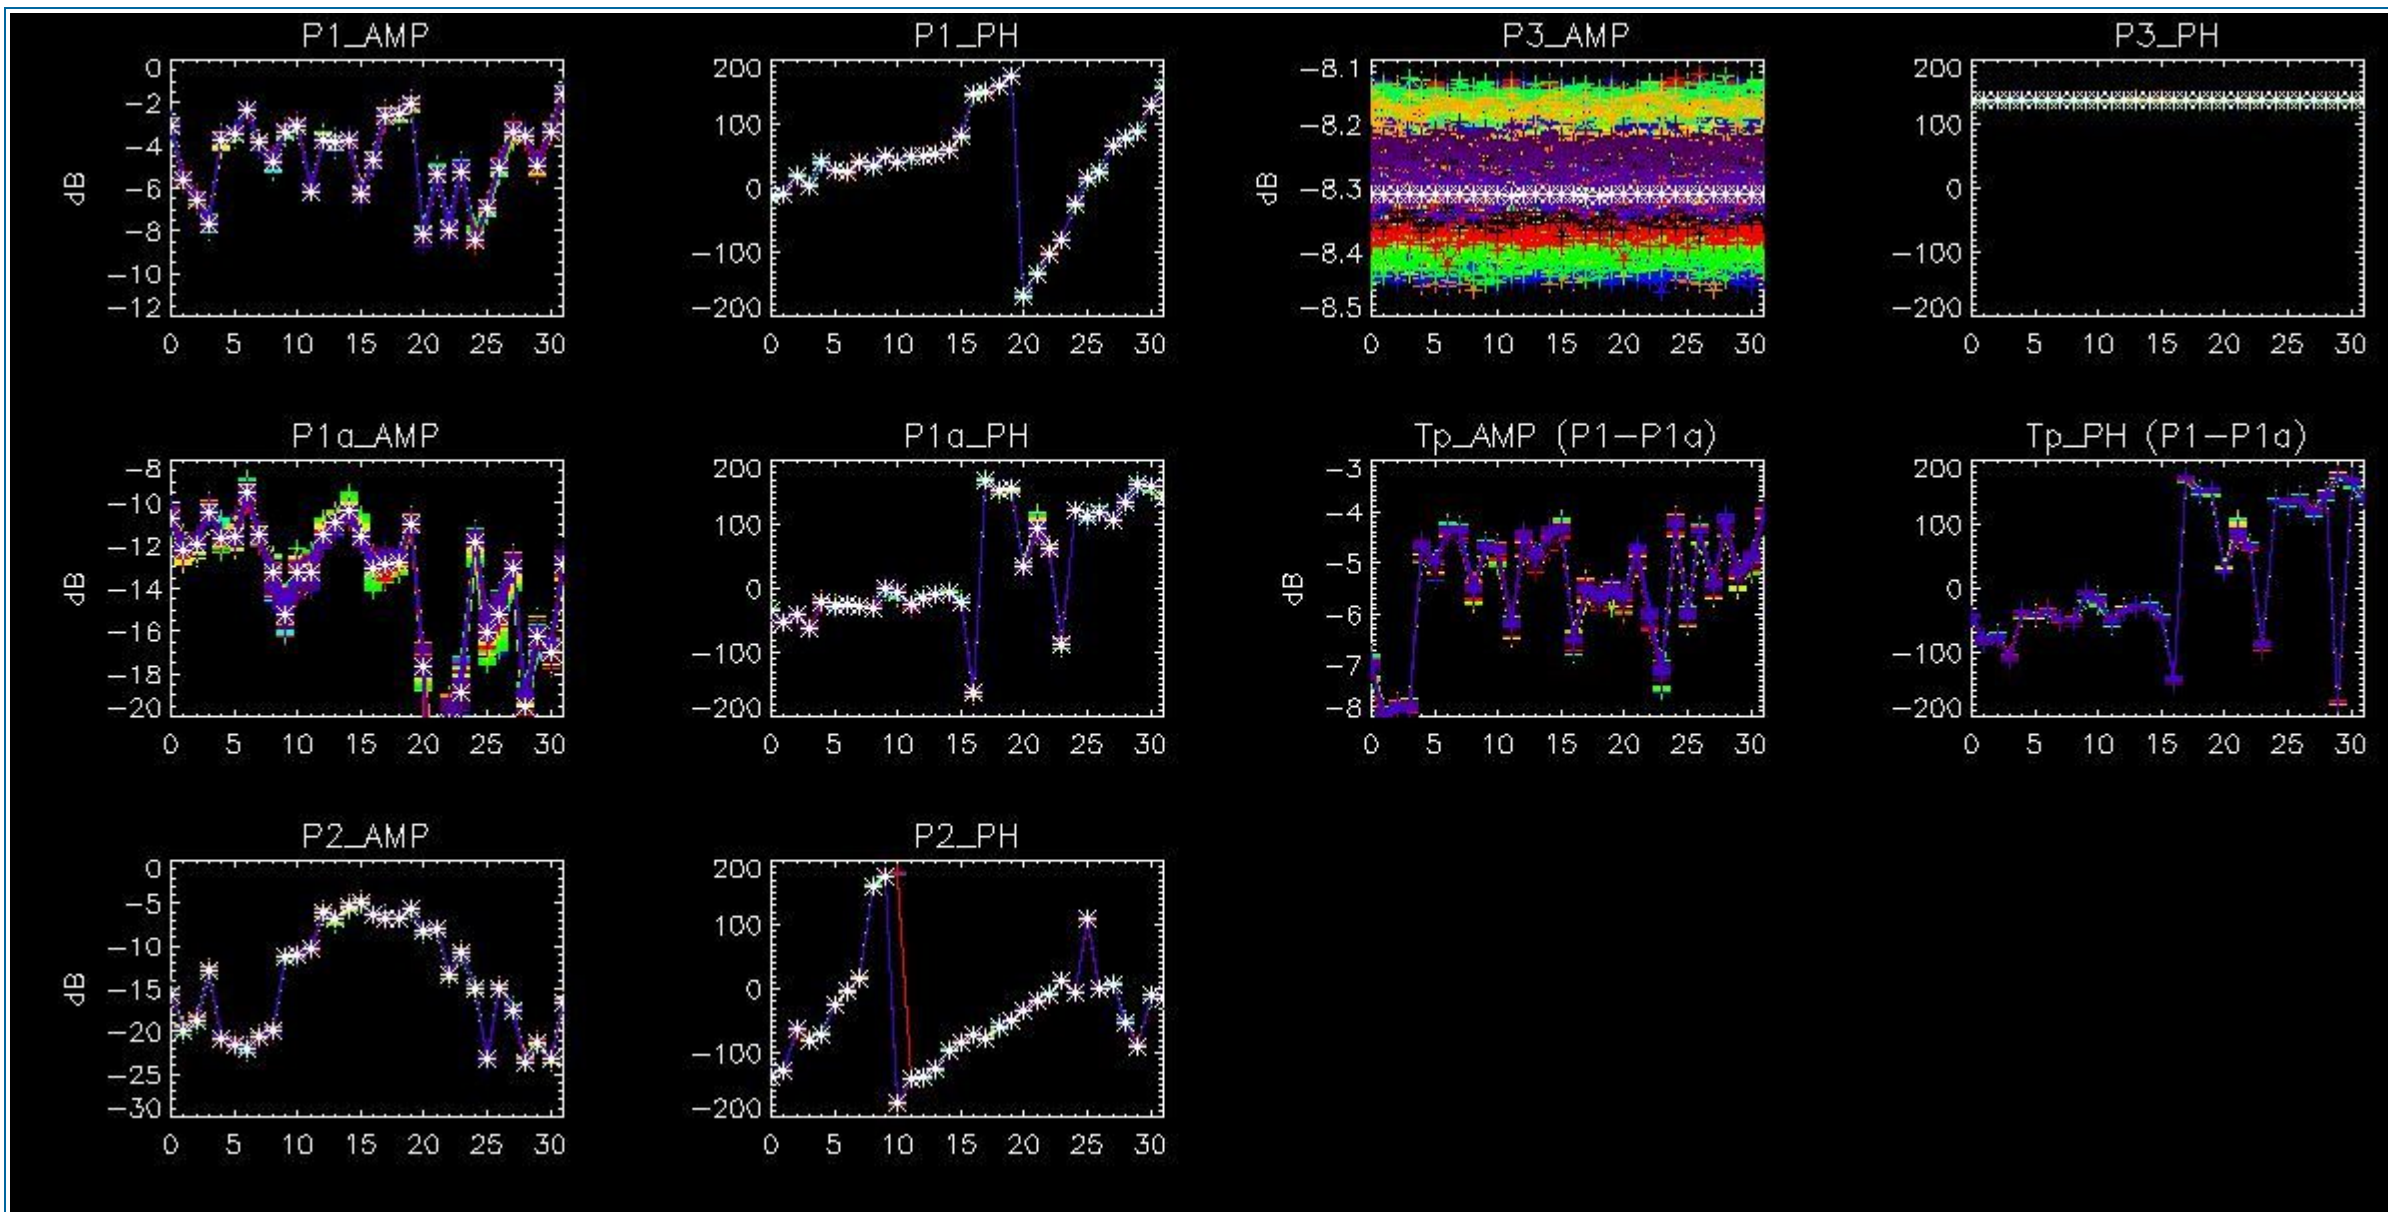 P1_AMP
0
−2
−4
−6
−8
−10
−12
dB
0 5 10 15 20 25 30
P1_PH
200
100
0
−100
−200
0 5 10 15 20 25 30
P3_AMP
−8.1
−8.2
−8.3
−8.4
−8.5
dB
0 5 10 15 20 25 30
P3_PH
200
100
0
−100
−200
0 5 10 15 20 25 30
P1a_AMP
−8
−10
−12
−14
−16
−18
−20
dB
0 5 10 15 20 25 30
P1a_PH
200
100
0
−100
−200
0 5 10 15 20 25 30
Tp_AMP (P1−P1a)
−3
−4
−5
−6
−7
−8
dB
0 5 10 15 20 25 30
Tp_PH (P1−P1a)
200
100
0
−100
−200
0 5 10 15 20 25 30
P2_AMP
0
−5
−10
−15
−20
−25
−30
dB
0 5 10 15 20 25 30
P2_PH
200
100
0
−100
−200
0 5 10 15 20 25 30